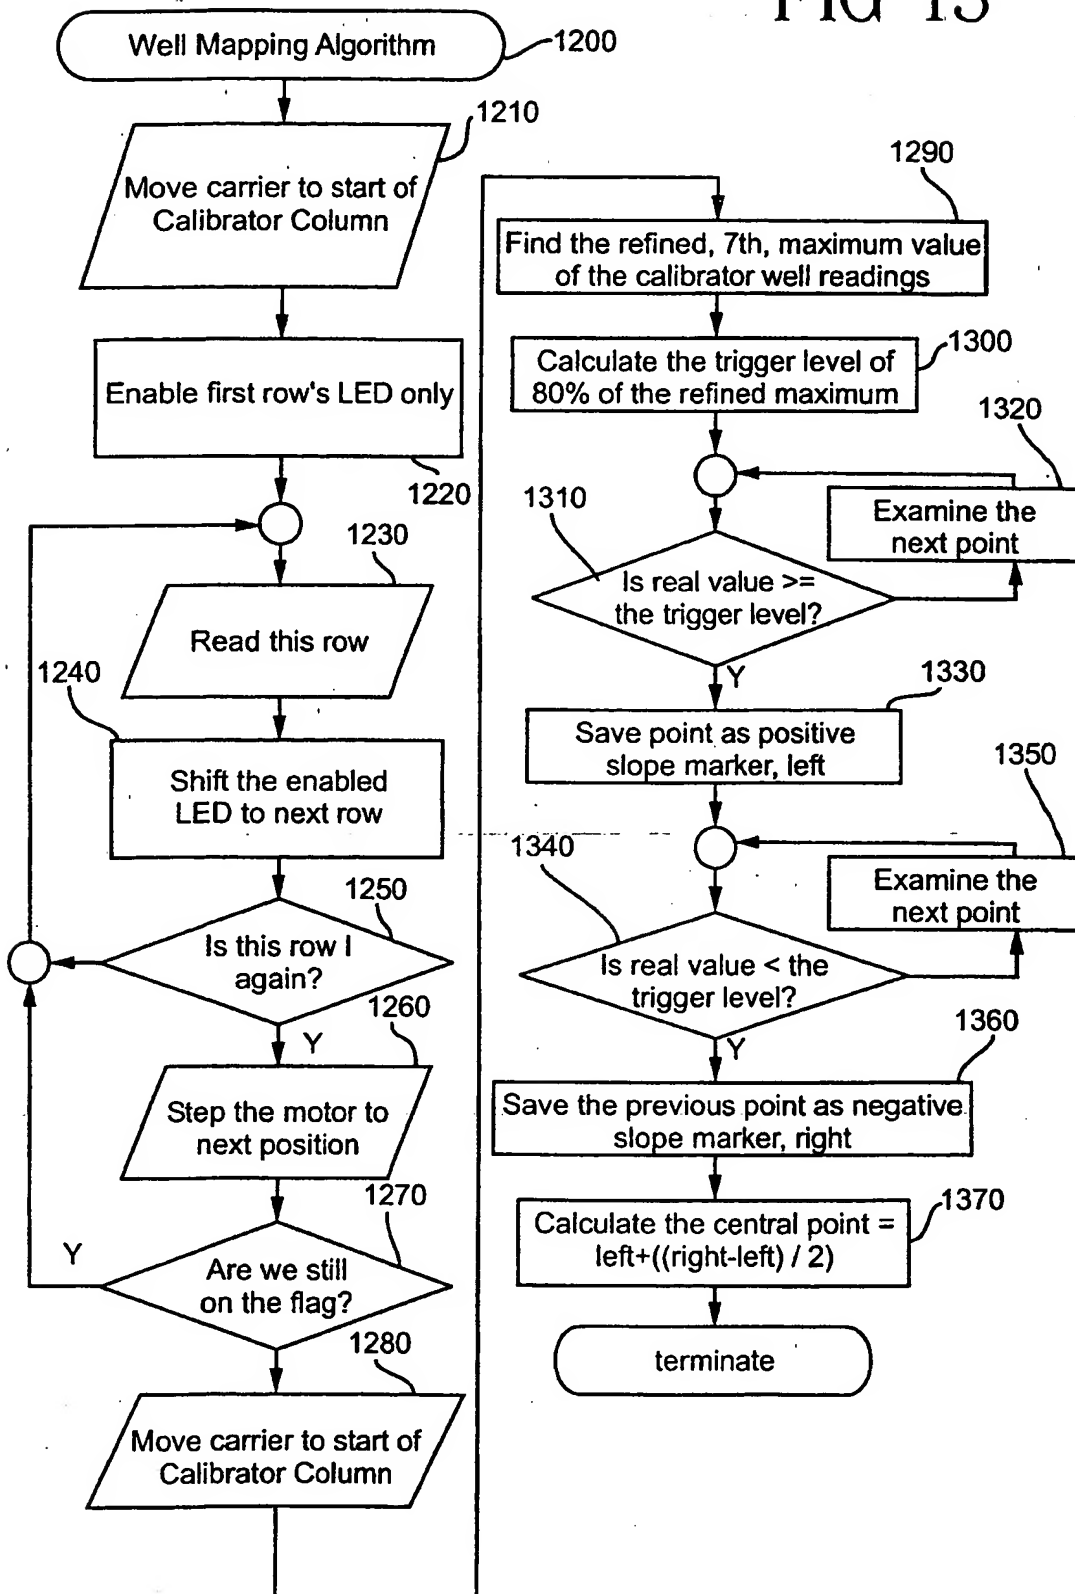 FIG 13
Well Mapping Algorithm
1200
1210
Move carrier to start of
Calibrator Column
Enable first row's LED only
1220
1230
Read this row
1240
Shift the enabled
LED to next row
1250
Is this row I
again?
Y
1260
Step the motor to
next position
1270
Y
Are we still
on the flag?
1280
Move carrier to start of
Calibrator Column
1290
Find the refined, 7th, maximum value
of the calibrator well readings
1300
Calculate the trigger level of
80% of the refined maximum
1320
Examine the
next point
1310
Is real value >=
the trigger level?
Y
1330
Save point as positive
slope marker, left
1350
Examine the
next point
1340
Is real value < the
trigger level?
Y
1360
Save the previous point as negative
slope marker, right
1370
Calculate the central point =
left+((right-left) / 2)
terminate